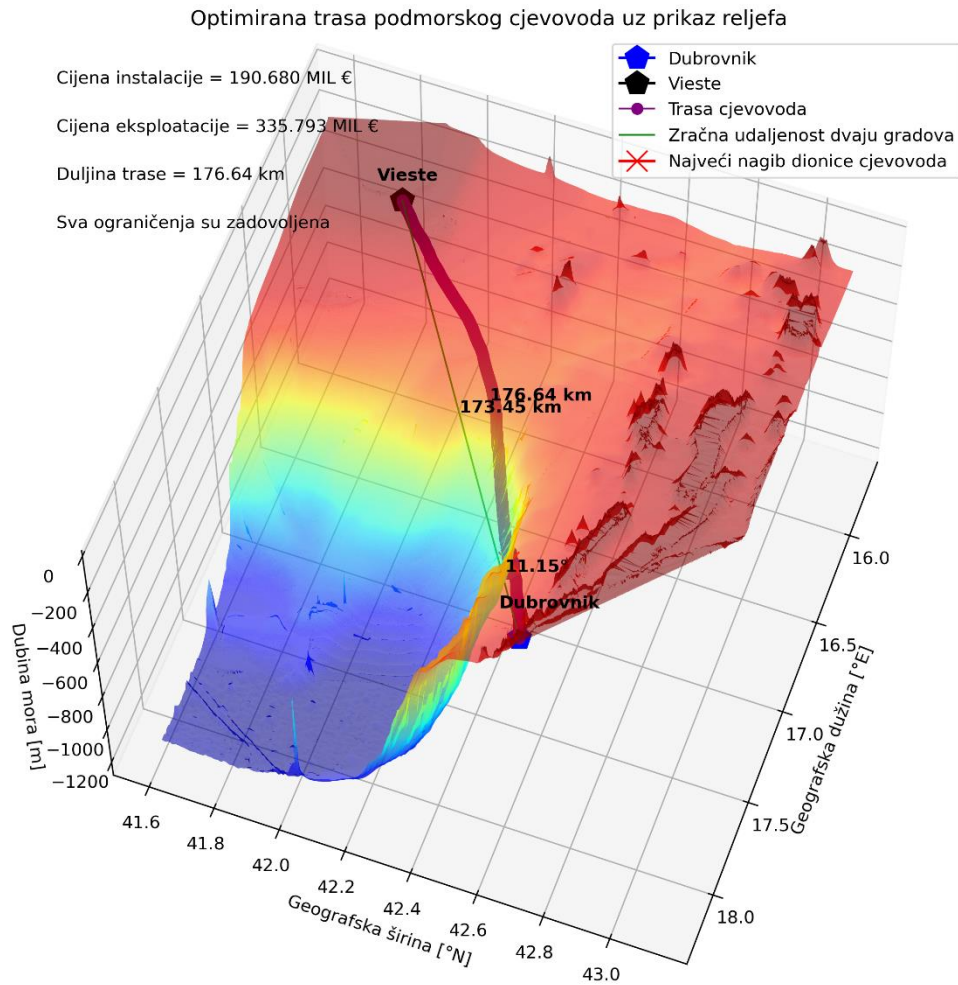 Optimirana trasa podmorskog cjevovoda uz prikaz reljefa
Cijena instalacije = 190.680 MIL €
Cijena eksploatacije = 335.793 MIL €
Duljina trase = 176.64 km
Sva ograničenja su zadovoljena
Dubrovnik
Vieste
Trasa cjevovoda
Zračna udaljenost dvaju gradova
Najveći nagib dionice cjevovoda
Vieste
176.64 km
173.45 km
11.15°
Dubrovnik
0
−200
−400
−600
−800
−1000
−1200
Dubina mora [m]
41.6
41.8
42.0
42.2
42.4
42.6
42.8
43.0
Geografska širina [°N]
16.0
16.5
17.0
17.5
18.0
Geografska dužina [°E]